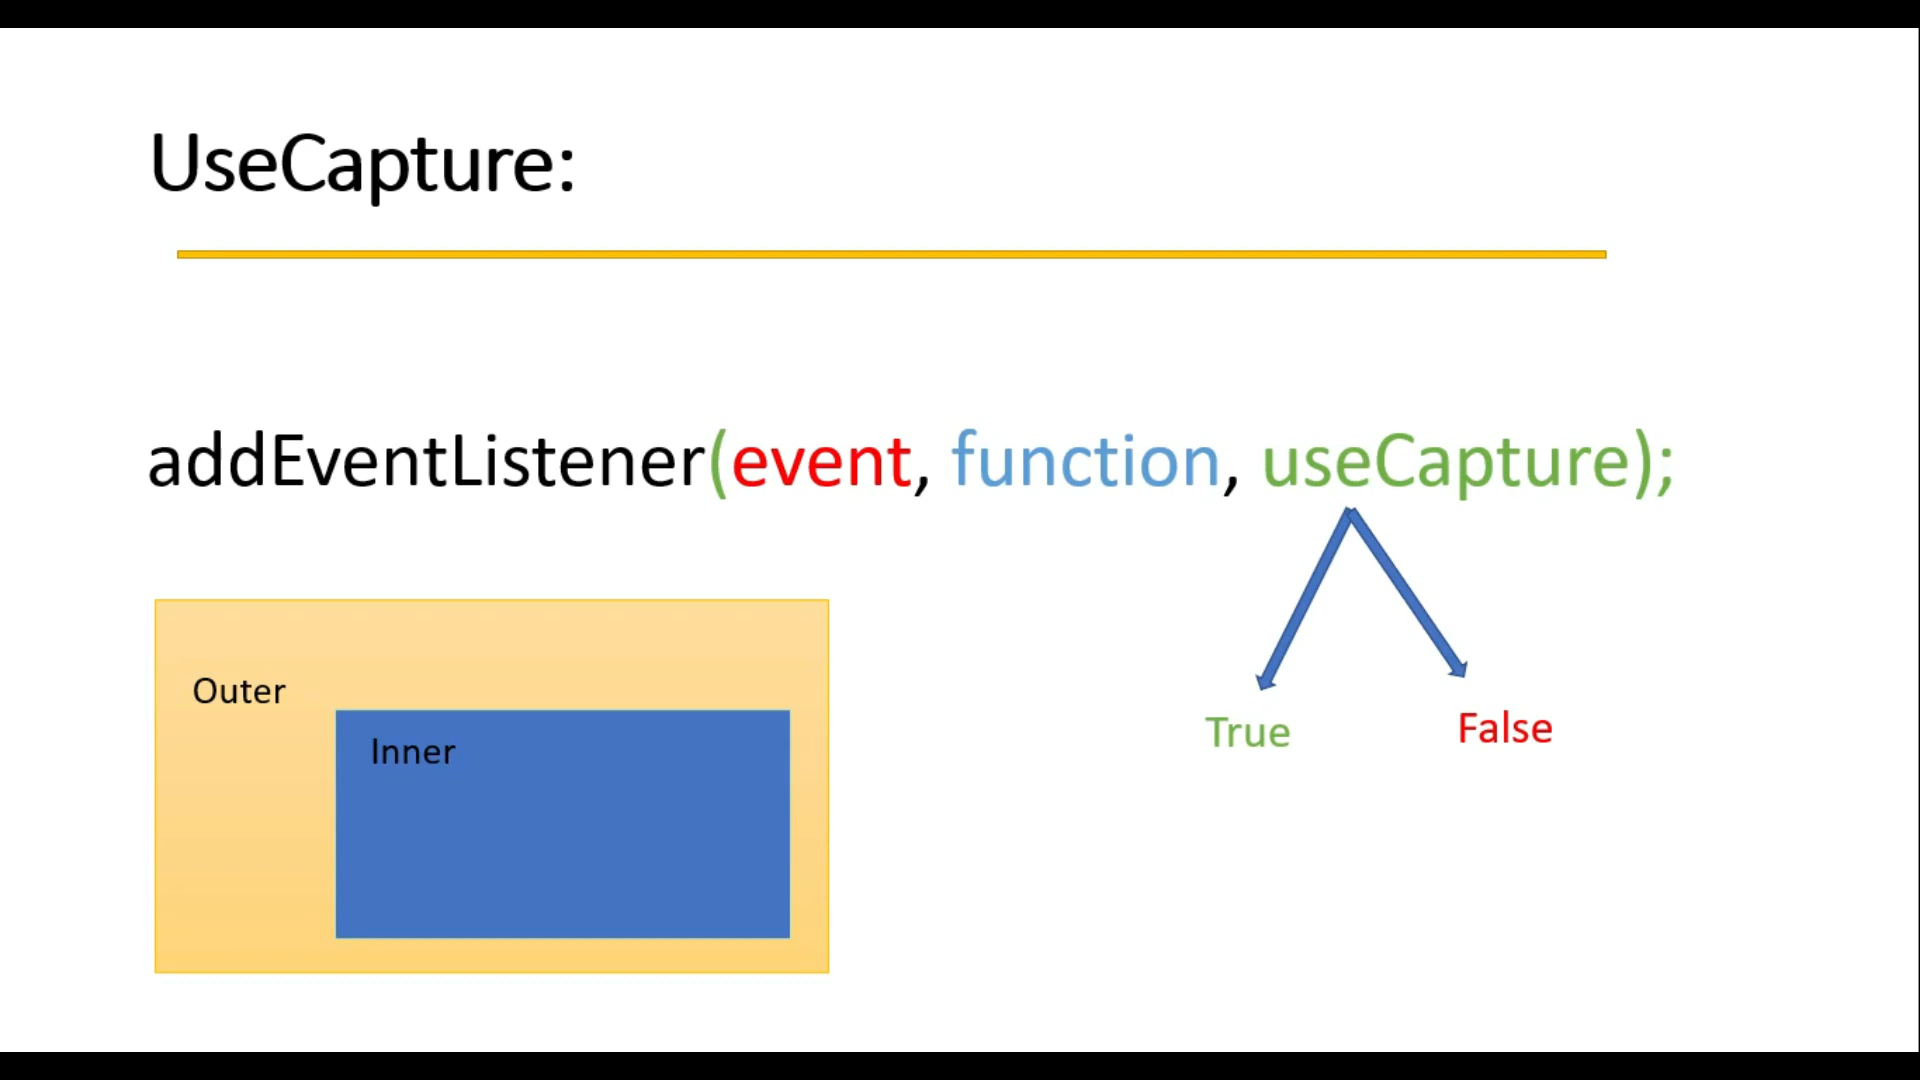 UseCapture:
addEventListener(event, function, useCapture);
Outer
Inner
True
False